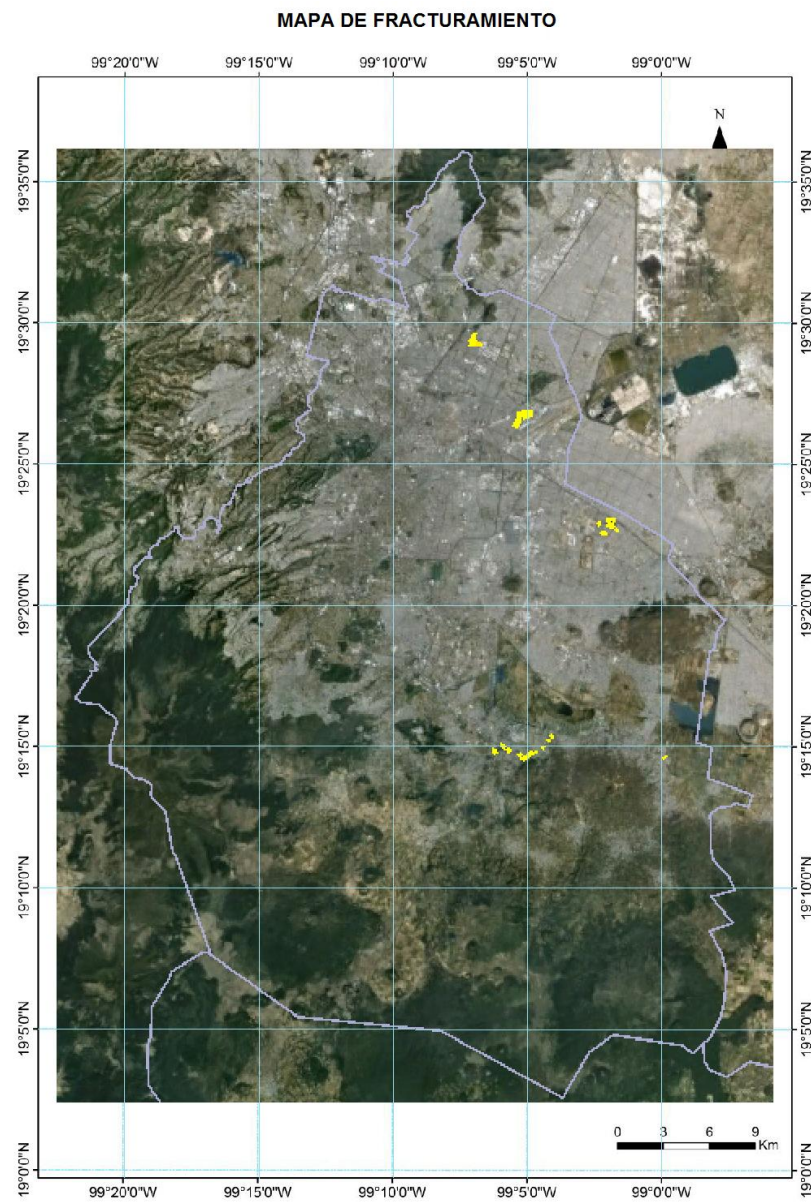 MAPA DE FRACTURAMIENTO
99°20'0"W 99°15'0"W 99°10'0"W 99°5'0"W 99°0'0"W
N
19°35'0"N 19°35'0"N
19°30'0"N 19°30'0"N
19°25'0"N 19°25'0"N
19°20'0"N 19°20'0"N
19°15'0"N 19°15'0"N
19°10'0"N 19°10'0"N
19°5'0"N 19°5'0"N
0 3 6 9
Km
19°0'0"N 19°0'0"N
99°20'0"W 99°15'0"W 99°10'0"W 99°5'0"W 99°0'0"W